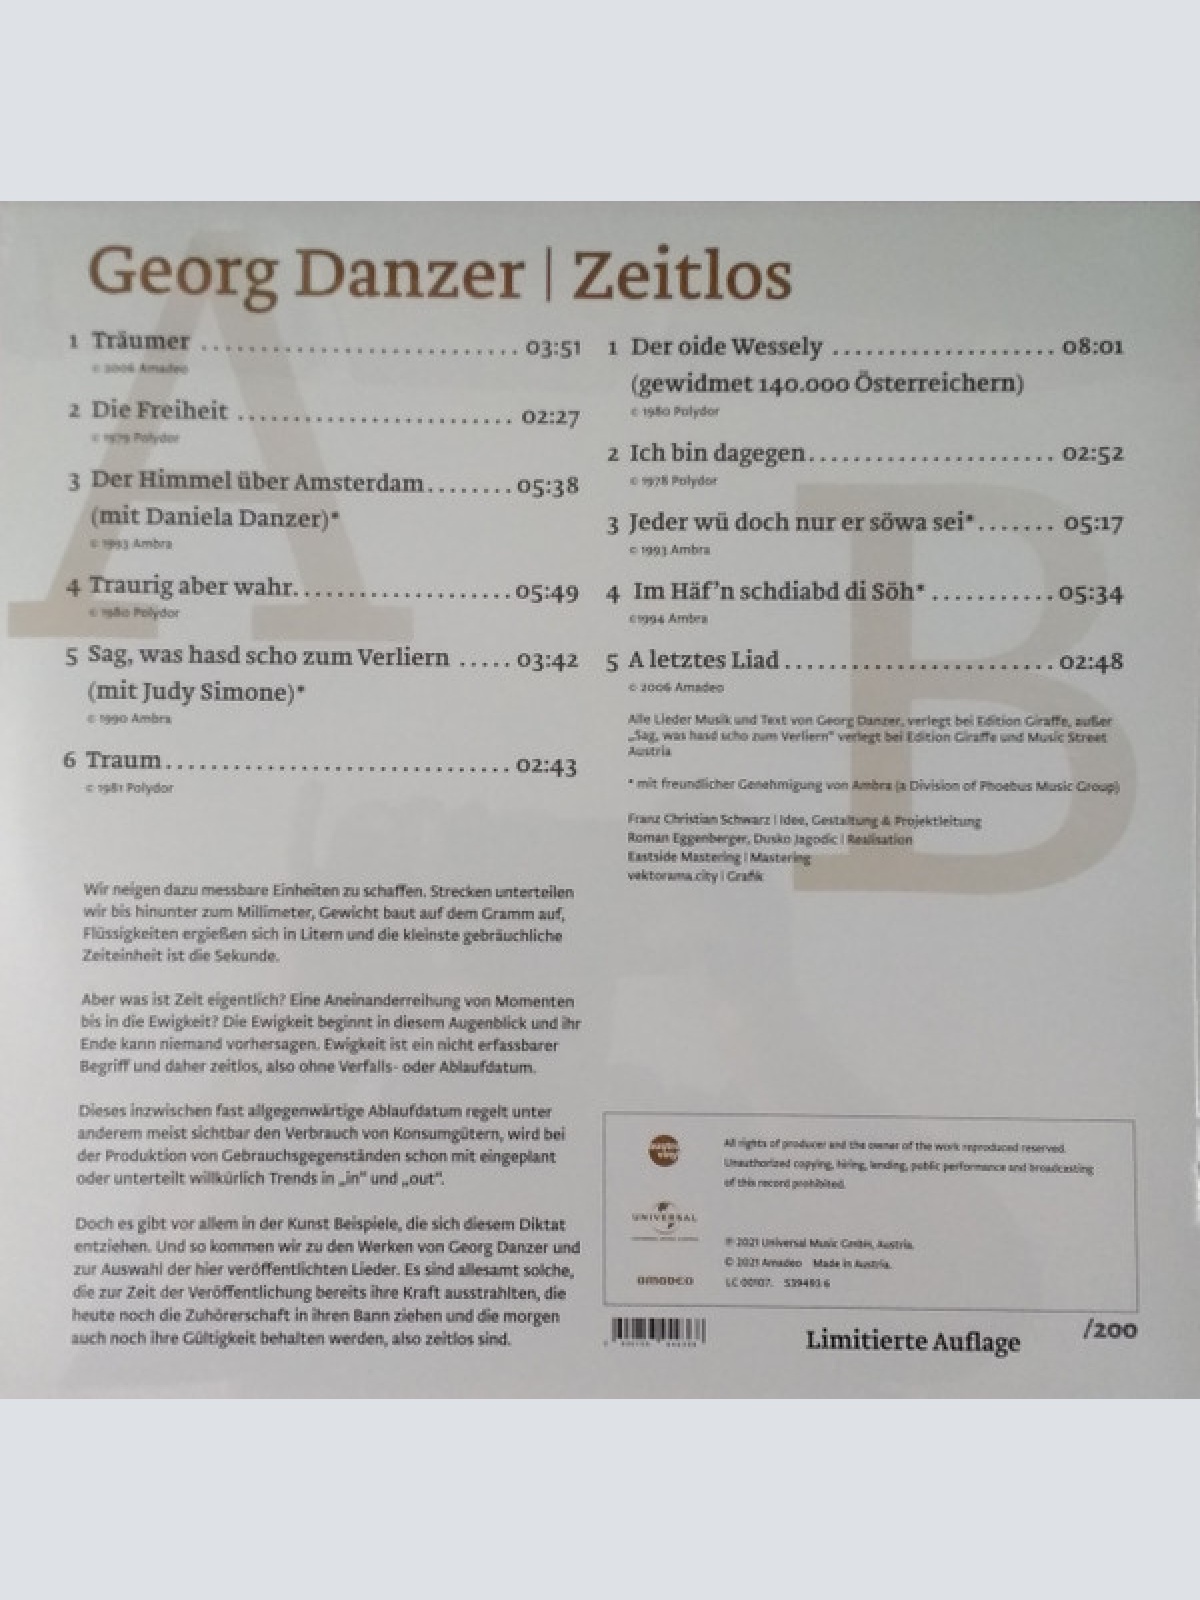 Georg Danzer | Zeitlos
A
1 Träumer ........................... 03:51
© 2006 Amadeo
2 Die Freiheit ........................ 02:27
© 1979 Polydor
3 Der Himmel über Amsterdam........ 05:38
(mit Daniela Danzer)*
© 1993 Ambra
4 Traurig aber wahr................... 05:49
© 1980 Polydor
5 Sag, was hasd scho zum Verliern ..... 03:42
(mit Judy Simone)*
© 1990 Ambra
6 Traum............................... 02:43
© 1981 Polydor
Wir neigen dazu messbare Einheiten zu schaffen. Strecken unterteilen
wir bis hinunter zum Millimeter, Gewicht baut auf dem Gramm auf,
Flüssigkeiten ergießen sich in Litern und die kleinste gebräuchliche
Zeiteinheit ist die Sekunde.
Aber was ist Zeit eigentlich? Eine Aneinanderreihung von Momenten
bis in die Ewigkeit? Die Ewigkeit beginnt in diesem Augenblick und ihr
Ende kann niemand vorhersagen. Ewigkeit ist ein nicht erfassbarer
Begriff und daher zeitlos, also ohne Verfalls- oder Ablaufdatum.
Dieses inzwischen fast allgegenwärtige Ablaufdatum regelt unter
anderem meist sichtbar den Verbrauch von Konsumgütern, wird bei
der Produktion von Gebrauchsgegenständen schon mit eingeplant
oder unterteilt willkürlich Trends in „in“ und „out“.
Doch es gibt vor allem in der Kunst Beispiele, die sich diesem Diktat
entziehen. Und so kommen wir zu den Werken von Georg Danzer und
zur Auswahl der hier veröffentlichten Lieder. Es sind allesamt solche,
die zur Zeit der Veröffentlichung bereits ihre Kraft ausstrahlten, die
heute noch die Zuhörerschaft in ihren Bann ziehen und die morgen
auch noch ihre Gültigkeit behalten werden, also zeitlos sind.
B
1 Der oide Wessely ................... 08:01
(gewidmet 140.000 Österreichern)
© 1980 Polydor
2 Ich bin dagegen..................... 02:52
© 1978 Polydor
3 Jeder wü doch nur er söwa sei*....... 05:17
© 1993 Ambra
4 Im Häf’n schdiabd di Söh* ........... 05:34
©1994 Ambra
5 A letztes Liad........................ 02:48
© 2006 Amadeo
Alle Lieder Musik und Text von Georg Danzer, verlegt bei Edition Giraffe, außer
„Sag, was hasd scho zum Verliern“ verlegt bei Edition Giraffe und Music Street
Austria
* mit freundlicher Genehmigung von Ambra (a Division of Phoebus Music Group)
Franz Christian Schwarz | Idee, Gestaltung & Projektleitung
Roman Eggenberger, Dusko Jagodic | Realisation
Eastside Mastering | Mastering
vektorama.city | Grafik
All rights of producer and the owner of the work reproduced reserved.
Unauthorized copying, hiring, lending, public performance and broadcasting
of this record prohibited.
UNIVERSAL
℗ 2021 Universal Music GmbH, Austria.
© 2021 Amadeo Made in Austria.
amadeo
LC 00107. 539493 6
Limitierte Auflage
/200